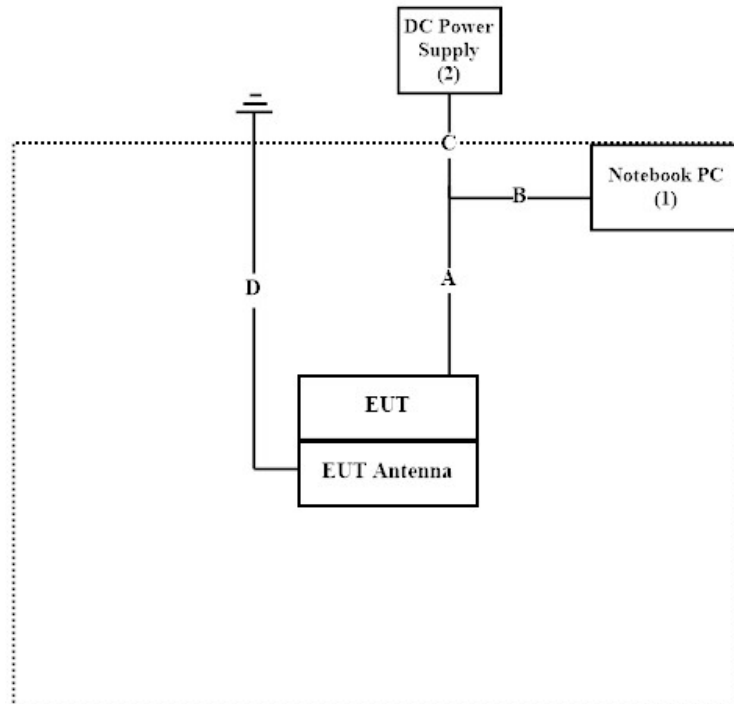 DC Power
Supply
(2)
C
Notebook PC
(1)
B
D
A
EUT
EUT Antenna